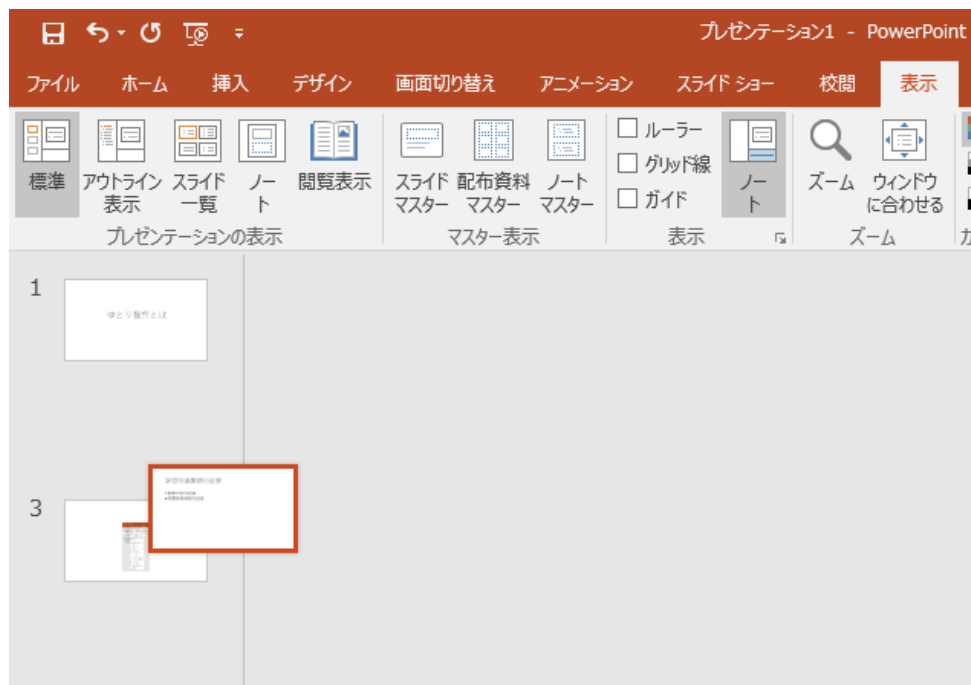 プレゼンテーション1 - PowerPoint
ファイル ホーム 挿入 デザイン 画面切り替え アニメーション スライド ショー 校閲 表示
標準 アウトライン表示 スライド一覧 ノート 閲覧表示 スライドマスター 配布資料マスター ノートマスター ルーラー グリッド線 ガイド ノート ズーム ウィンドウに合わせる
プレゼンテーションの表示 マスター表示 表示 ズーム
1
3